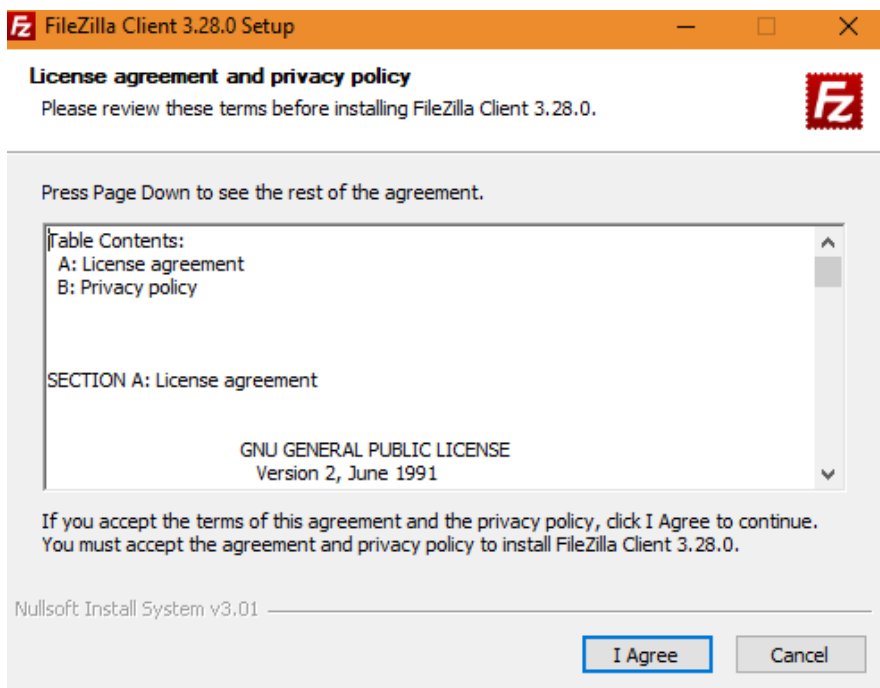 FileZilla Client 3.28.0 Setup
License agreement and privacy policy
Please review these terms before installing FileZilla Client 3.28.0.
Fz
Press Page Down to see the rest of the agreement.
Table Contents:
A: License agreement
B: Privacy policy
SECTION A: License agreement
GNU GENERAL PUBLIC LICENSE
Version 2, June 1991
If you accept the terms of this agreement and the privacy policy, click I Agree to continue.
You must accept the agreement and privacy policy to install FileZilla Client 3.28.0.
Nullsoft Install System v3.01
I Agree
Cancel